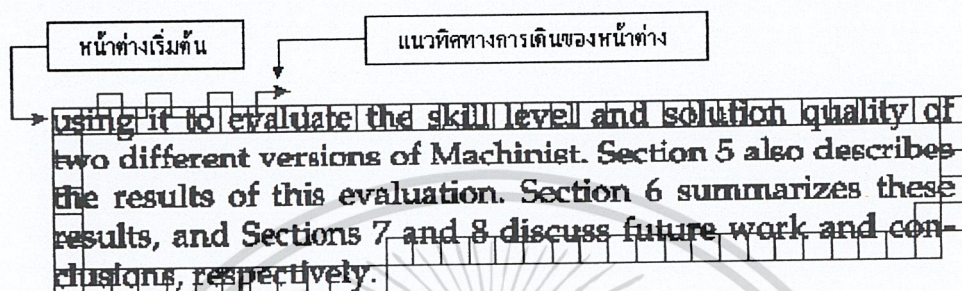 หน้าต่างเริ่มต้น
แนวทิศทางการเดินของหน้าต่าง
using it to evaluate the skill level and solution quality of
two different versions of Machinist. Section 5 also describes
the results of this evaluation. Section 6 summarizes these
results, and Sections 7 and 8 discuss future work and con-
clusions, respectively.